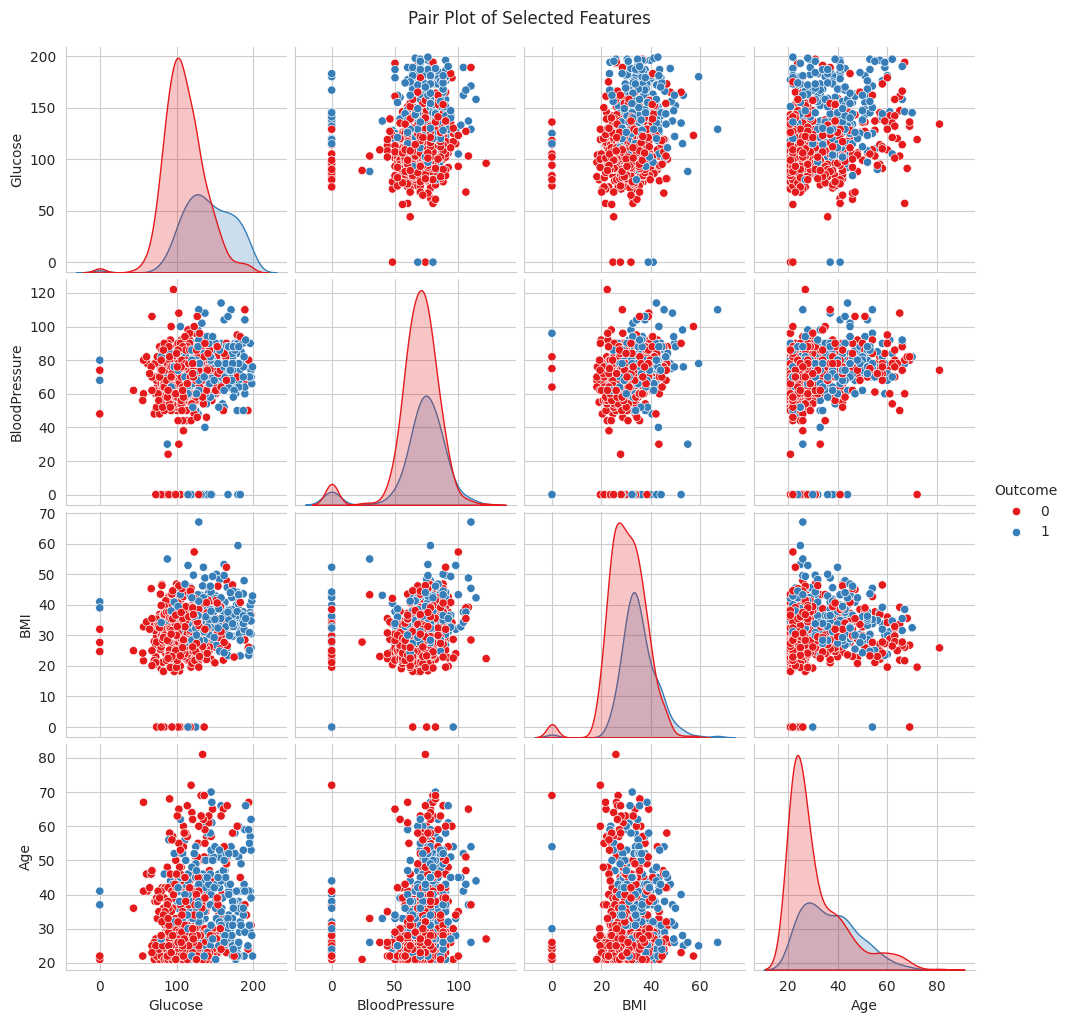 Pair Plot of Selected Features
200
150
100
50
0
Glucose
120
100
80
60
40
20
0
BloodPressure
Outcome
0
1
70
60
50
40
30
20
10
0
BMI
80
70
60
50
40
30
20
Age
0 100 200
0 50 100
0 20 40 60
20 40 60 80
Glucose BloodPressure BMI Age